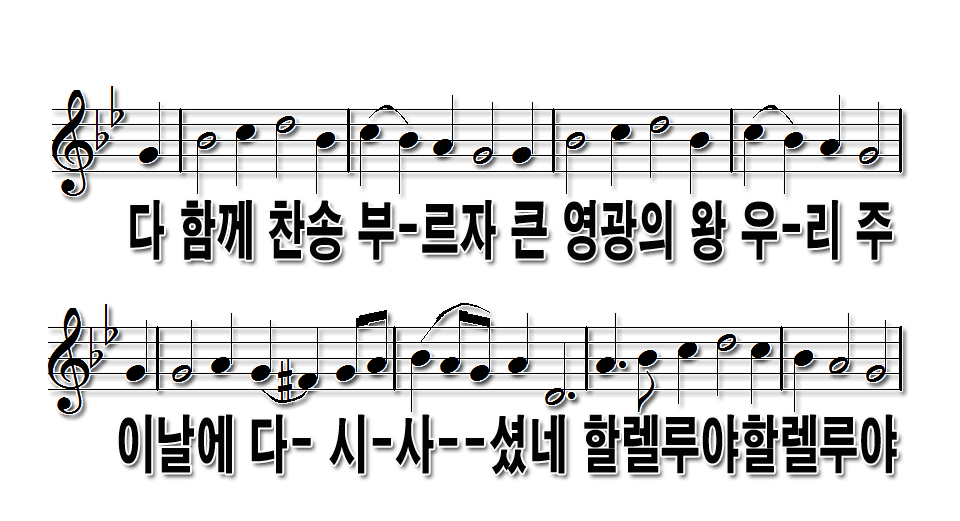 다 함께 찬송 부-르자 큰 영광의 왕 우-리 주
이날에 다- 시-사--셨네 할렐루야할렐루야